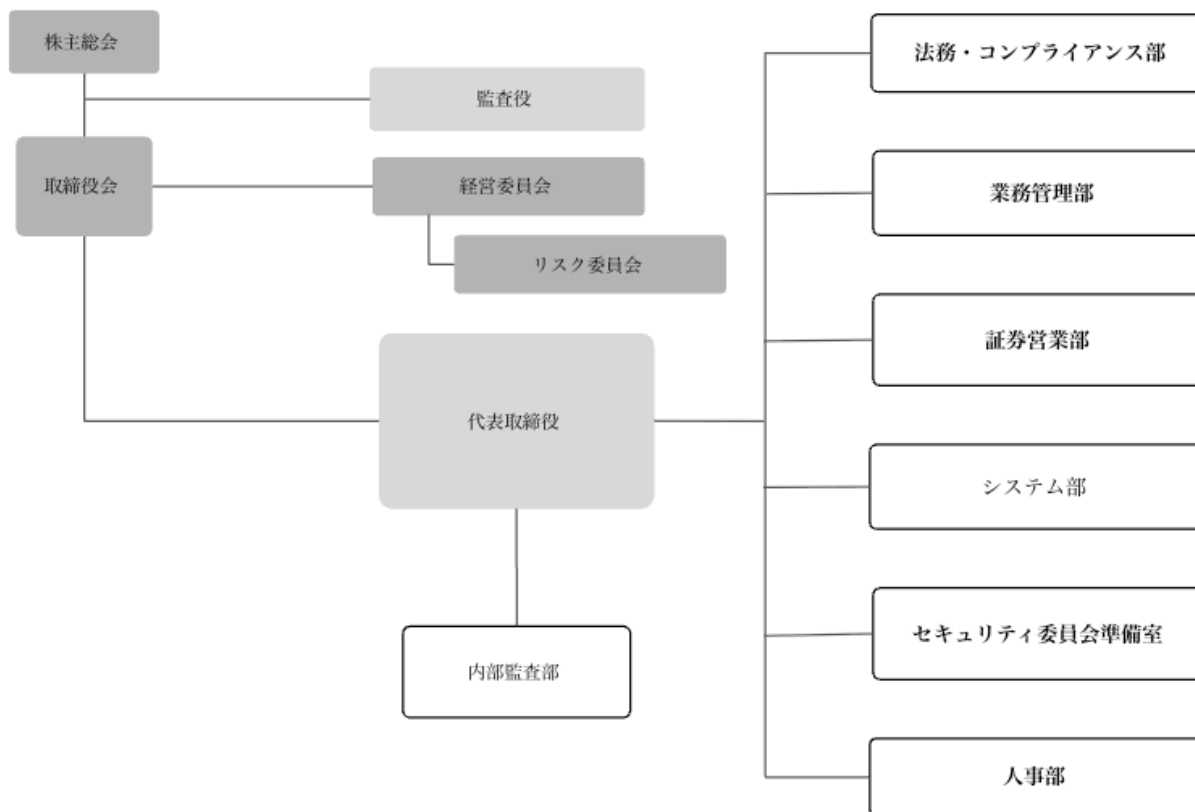 株主総会
監査役
取締役会
経営委員会
リスク委員会
代表取締役
内部監査部
法務・コンプライアンス部
業務管理部
証券営業部
システム部
セキュリティ委員会準備室
人事部